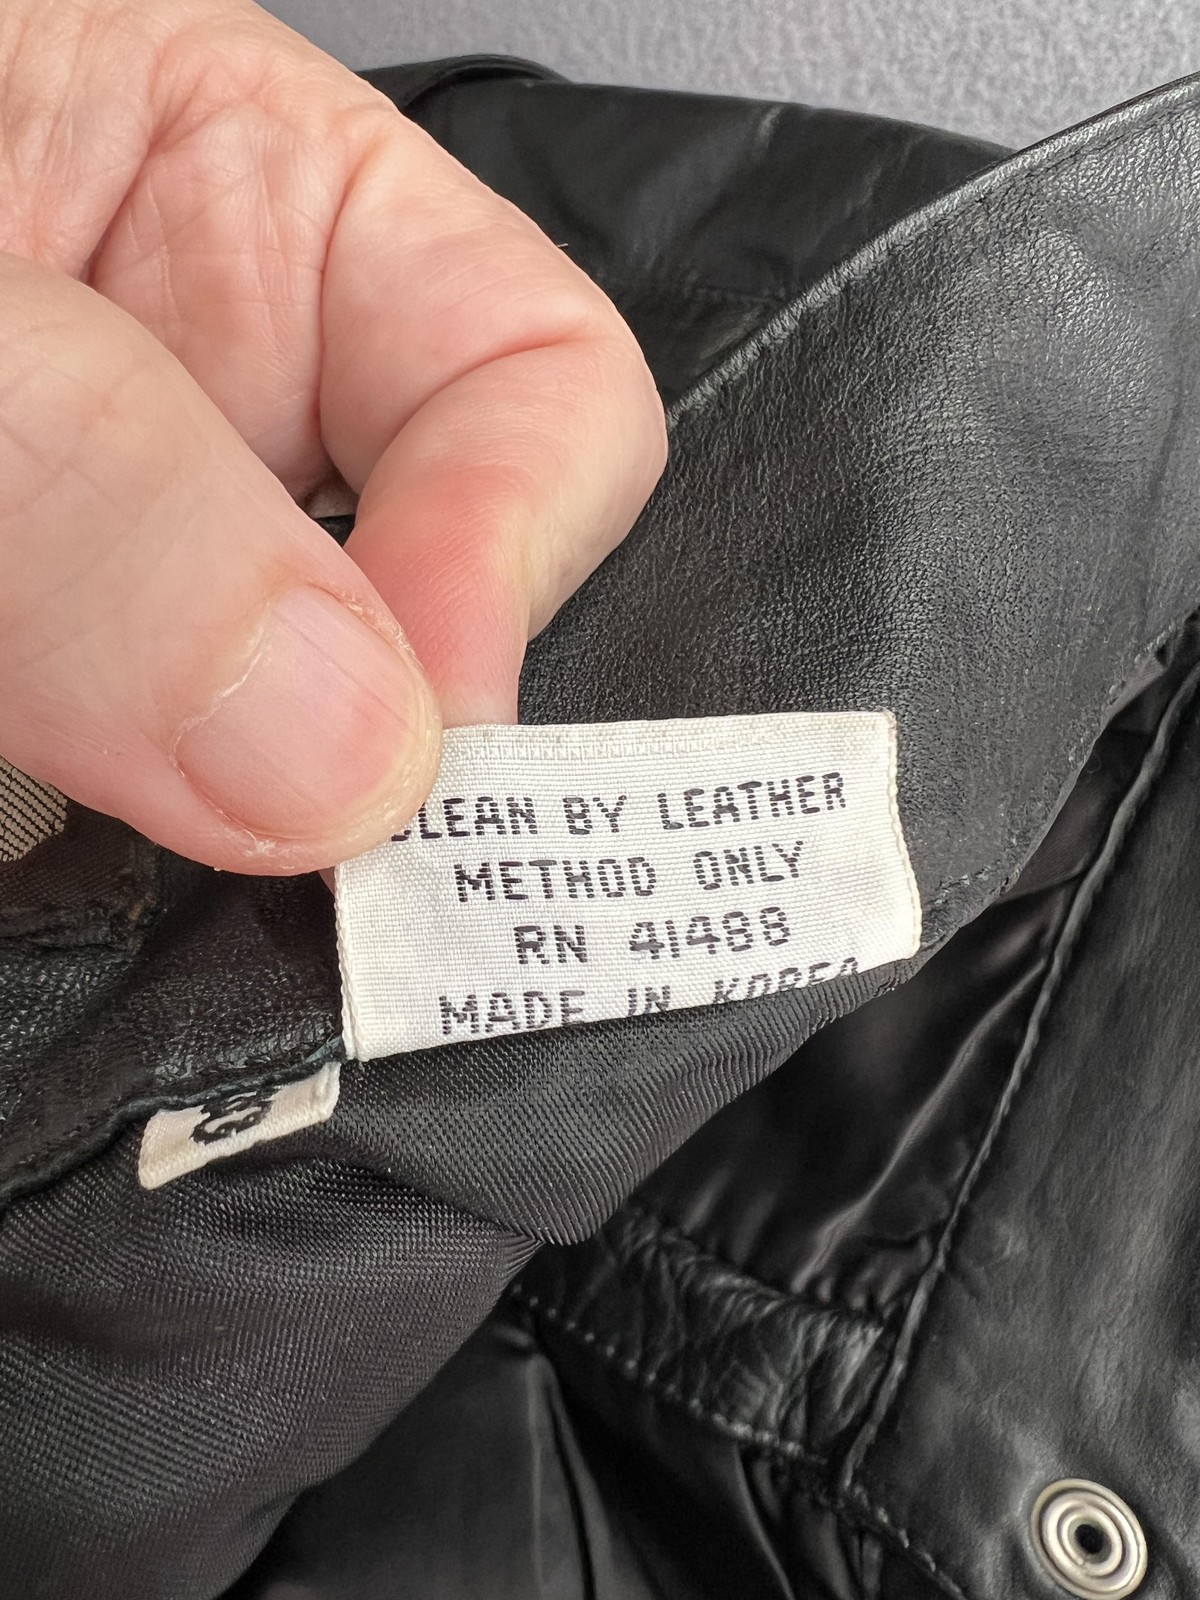 CLEAN BY LEATHER
METHOD ONLY
RN 41488
MADE IN KOREA